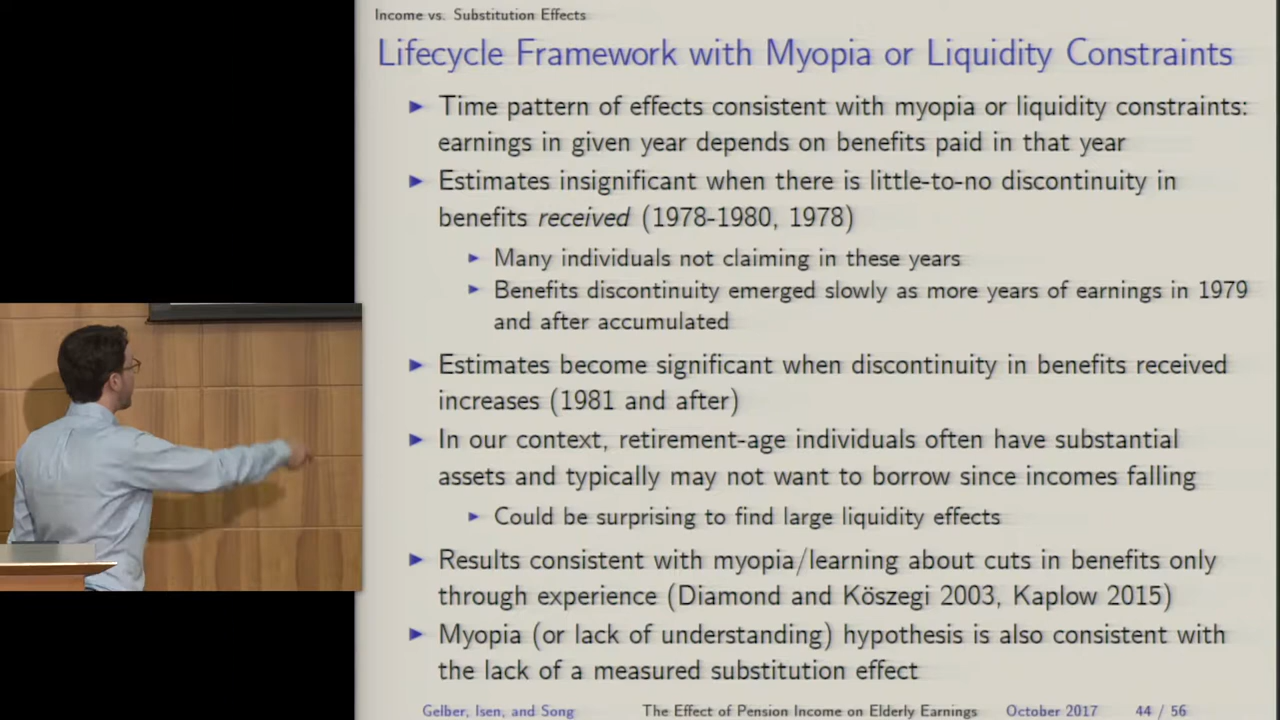 Income vs. Substitution Effects
Lifecycle Framework with Myopia or Liquidity Constraints
Time pattern of effects consistent with myopia or liquidity constraints:
earnings in given year depends on benefits paid in that year
Estimates insignificant when there is little-to-no discontinuity in
benefits received (1978-1980, 1978)
Many individuals not claiming in these years
Benefits discontinuity emerged slowly as more years of earnings in 1979
and after accumulated
Estimates become significant when discontinuity in benefits received
increases (1981 and after)
In our context, retirement-age individuals often have substantial
assets and typically may not want to borrow since incomes falling
Could be surprising to find large liquidity effects
Results consistent with myopia/learning about cuts in benefits only
through experience (Diamond and Köszegi 2003, Kaplow 2015)
Myopia (or lack of understanding) hypothesis is also consistent with
the lack of a measured substitution effect
Gelber, Isen, and Song The Effect of Pension Income on Elderly Earnings October 2017 44 / 56